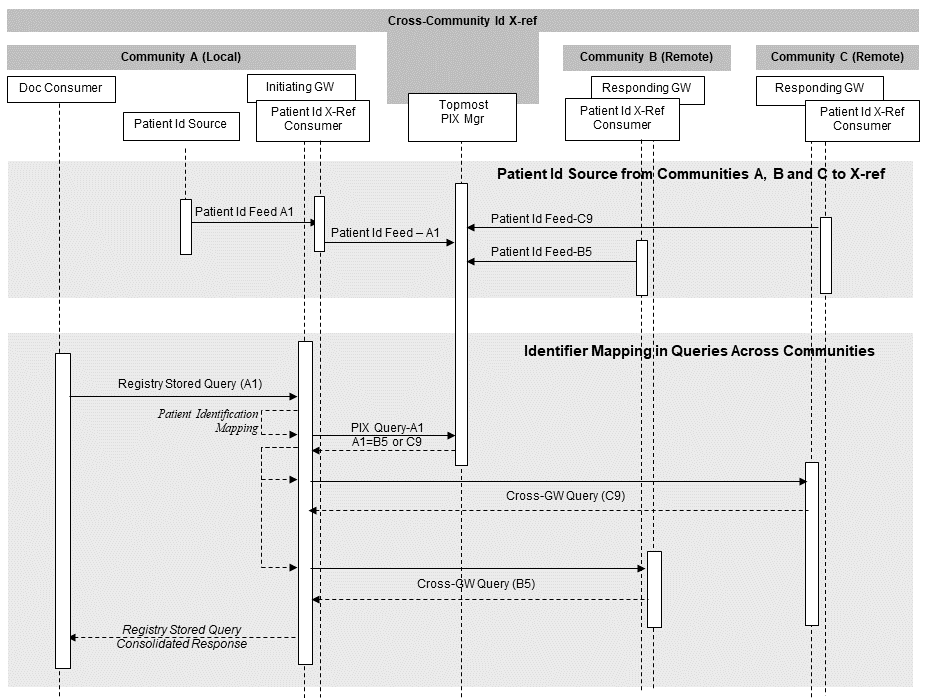 Cross-Community Id X-ref
Community A (Local)
Community B (Remote)
Community C (Remote)
Doc Consumer
Initiating GW
Responding GW
Responding GW
Patient Id Source
Patient Id X-Ref
Consumer
Topmost
PIX Mgr
Patient Id X-Ref
Consumer
Patient Id X-Ref
Consumer
Patient Id Source from Communities A, B and C to X-ref
Patient Id Feed A1
Patient Id Feed-C9
Patient Id Feed – A1
Patient Id Feed-B5
Identifier Mapping in Queries Across Communities
Registry Stored Query (A1)
Patient Identification
Mapping
PIX Query-A1
A1=B5 or C9
Cross-GW Query (C9)
Cross-GW Query (B5)
Registry Stored Query
Consolidated Response